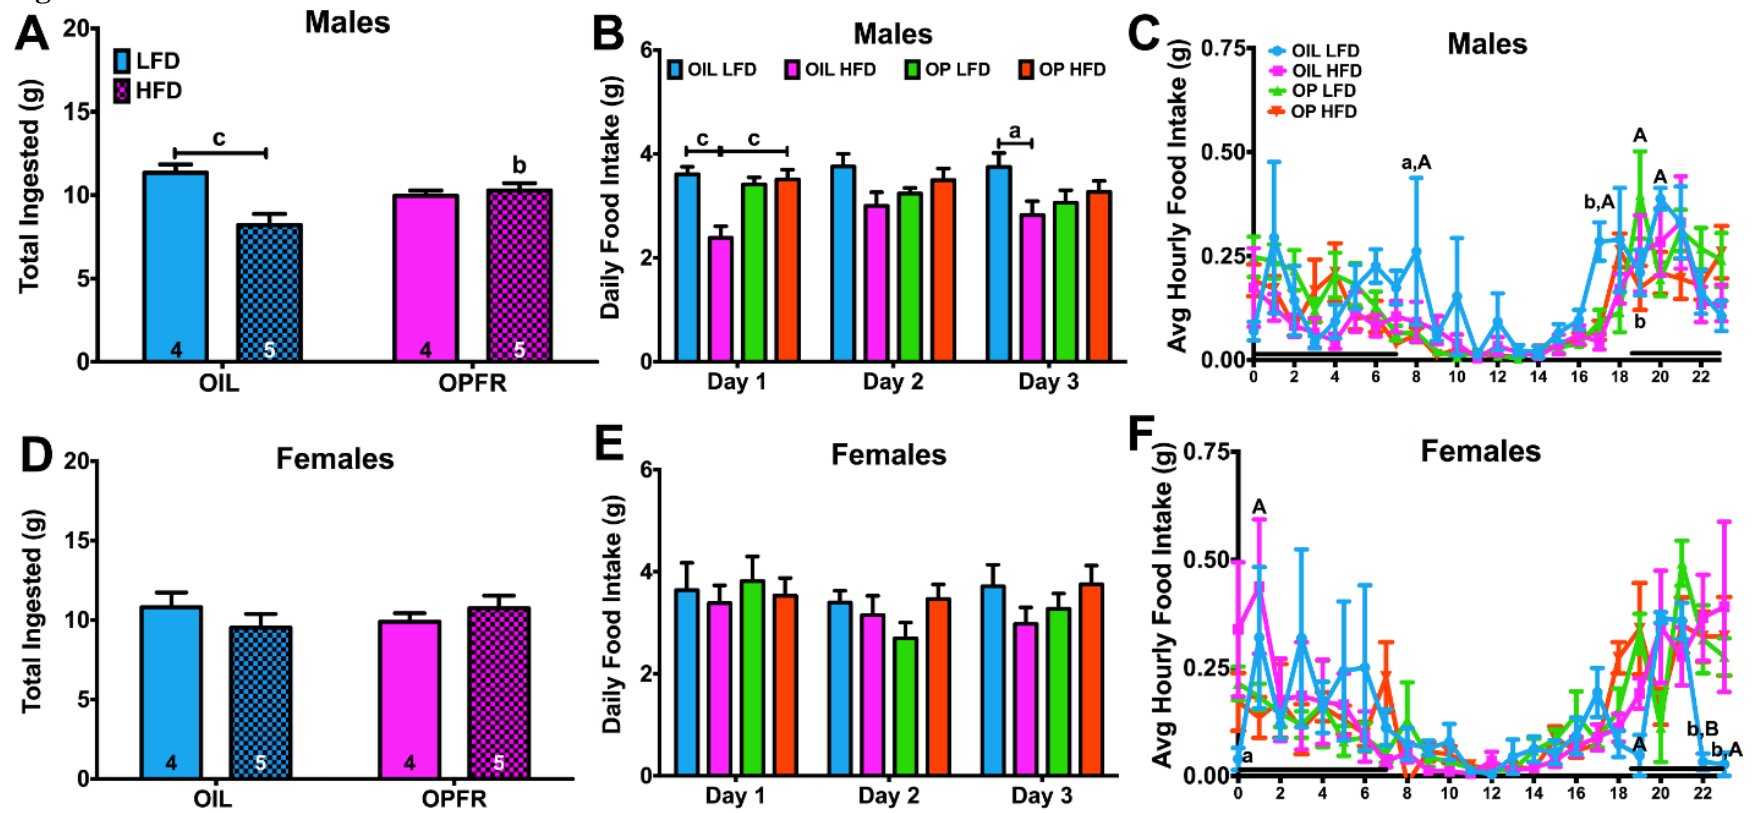 A
Males
Total Ingested (g)
20
15
10
5
0
LFD
HFD
c
b
4
5
4
5
OIL
OPFR
B
Males
Daily Food Intake (g)
6
4
2
0
OIL LFD
OIL HFD
OP LFD
OP HFD
c
c
a
Day 1
Day 2
Day 3
C
Males
Avg Hourly Food Intake (g)
0.75
0.50
0.25
0.00
OIL LFD
OIL HFD
OP LFD
OP HFD
a,A
b,A
A
A
b
0 2 4 6 8 10 12 14 16 18 20 22
D
Females
Total Ingested (g)
20
15
10
5
0
4
5
4
5
OIL
OPFR
E
Females
Daily Food Intake (g)
6
4
2
0
Day 1
Day 2
Day 3
F
Females
Avg Hourly Food Intake (g)
0.75
0.50
0.25
0.00
A
a
A
b,B
b,A
0 2 4 6 8 10 12 14 16 18 20 22